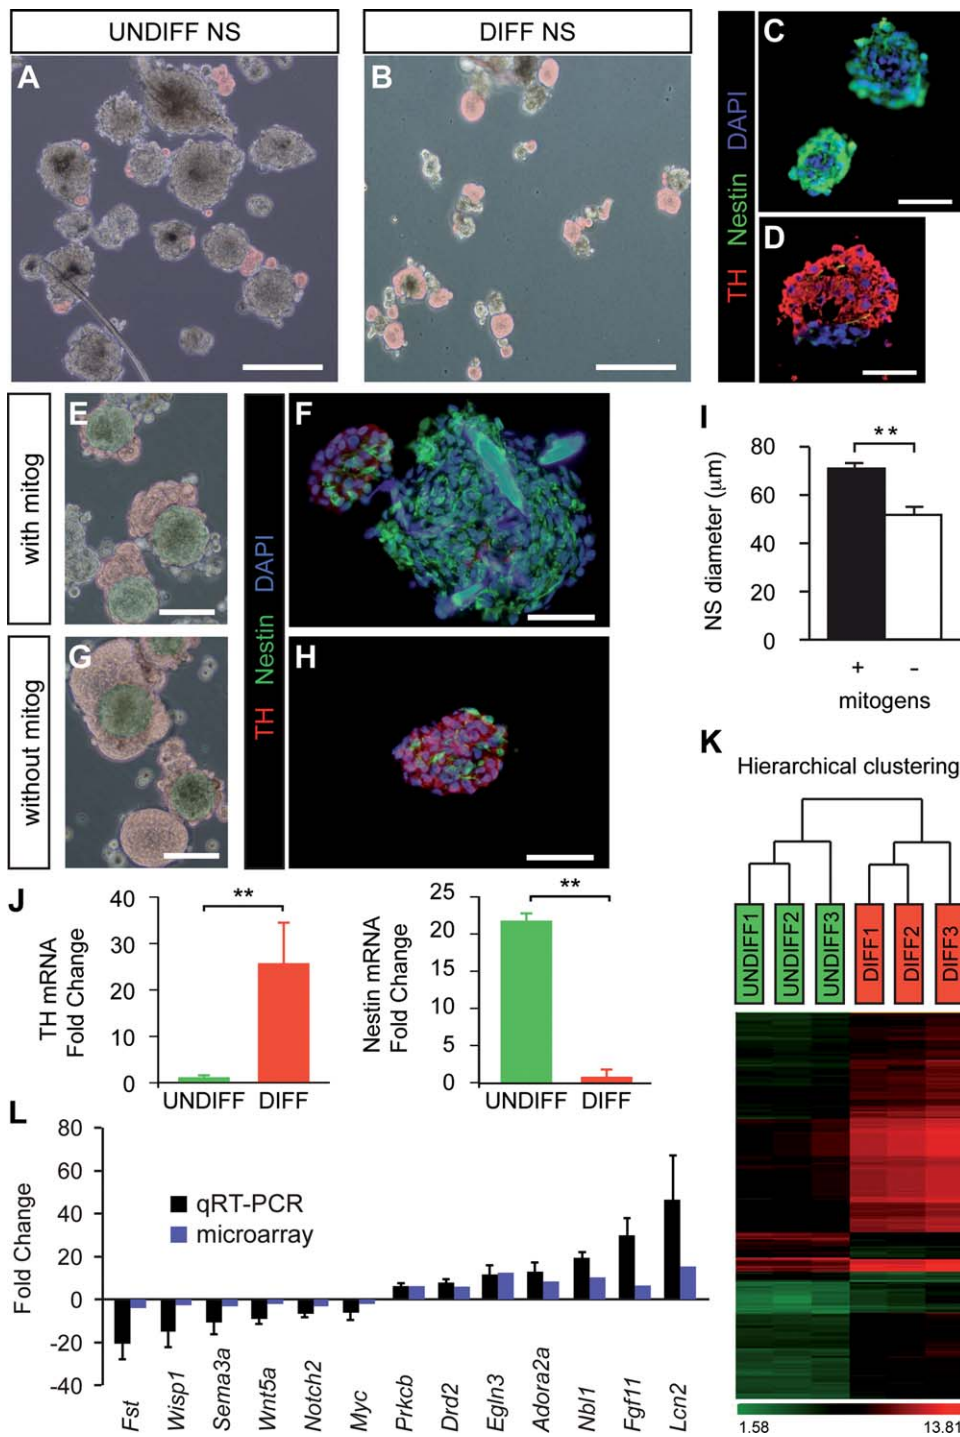 UNDIFF NS
DIFF NS
A
B
C
D
TH Nestin DAPI
with mitog
without mitog
E
F
G
H
TH Nestin DAPI
I
**
NS diameter (μm)
80
60
40
20
0
+ -
mitogens
J
TH mRNA
Fold Change
40
30
20
10
0
**
UNDIFF DIFF
Nestin mRNA
Fold Change
25
20
15
10
5
0
**
UNDIFF DIFF
K
Hierarchical clustering
UNDIFF1
UNDIFF2
UNDIFF3
DIFF1
DIFF2
DIFF3
1.58
13.81
L
Fold Change
80
60
40
20
0
-20
-40
qRT-PCR
microarray
Fst
Wisp1
Sema3a
Wnt5a
Notch2
Myc
Prkcb
Drd2
Egln3
Adora2a
Nbl1
Fgf11
Lcn2